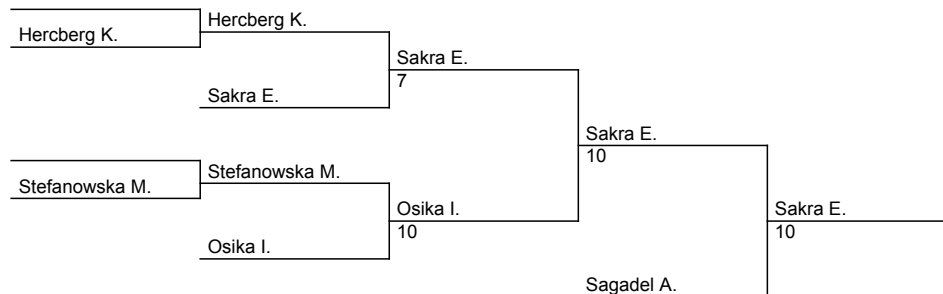 Hercberg K.
Hercberg K.
Sakra E.
7
Sakra E.
Sakra E.
10
Stefanowska M.
Stefanowska M.
Osika I.
10
Osika I.
Sakra E.
10
Sagadel A.